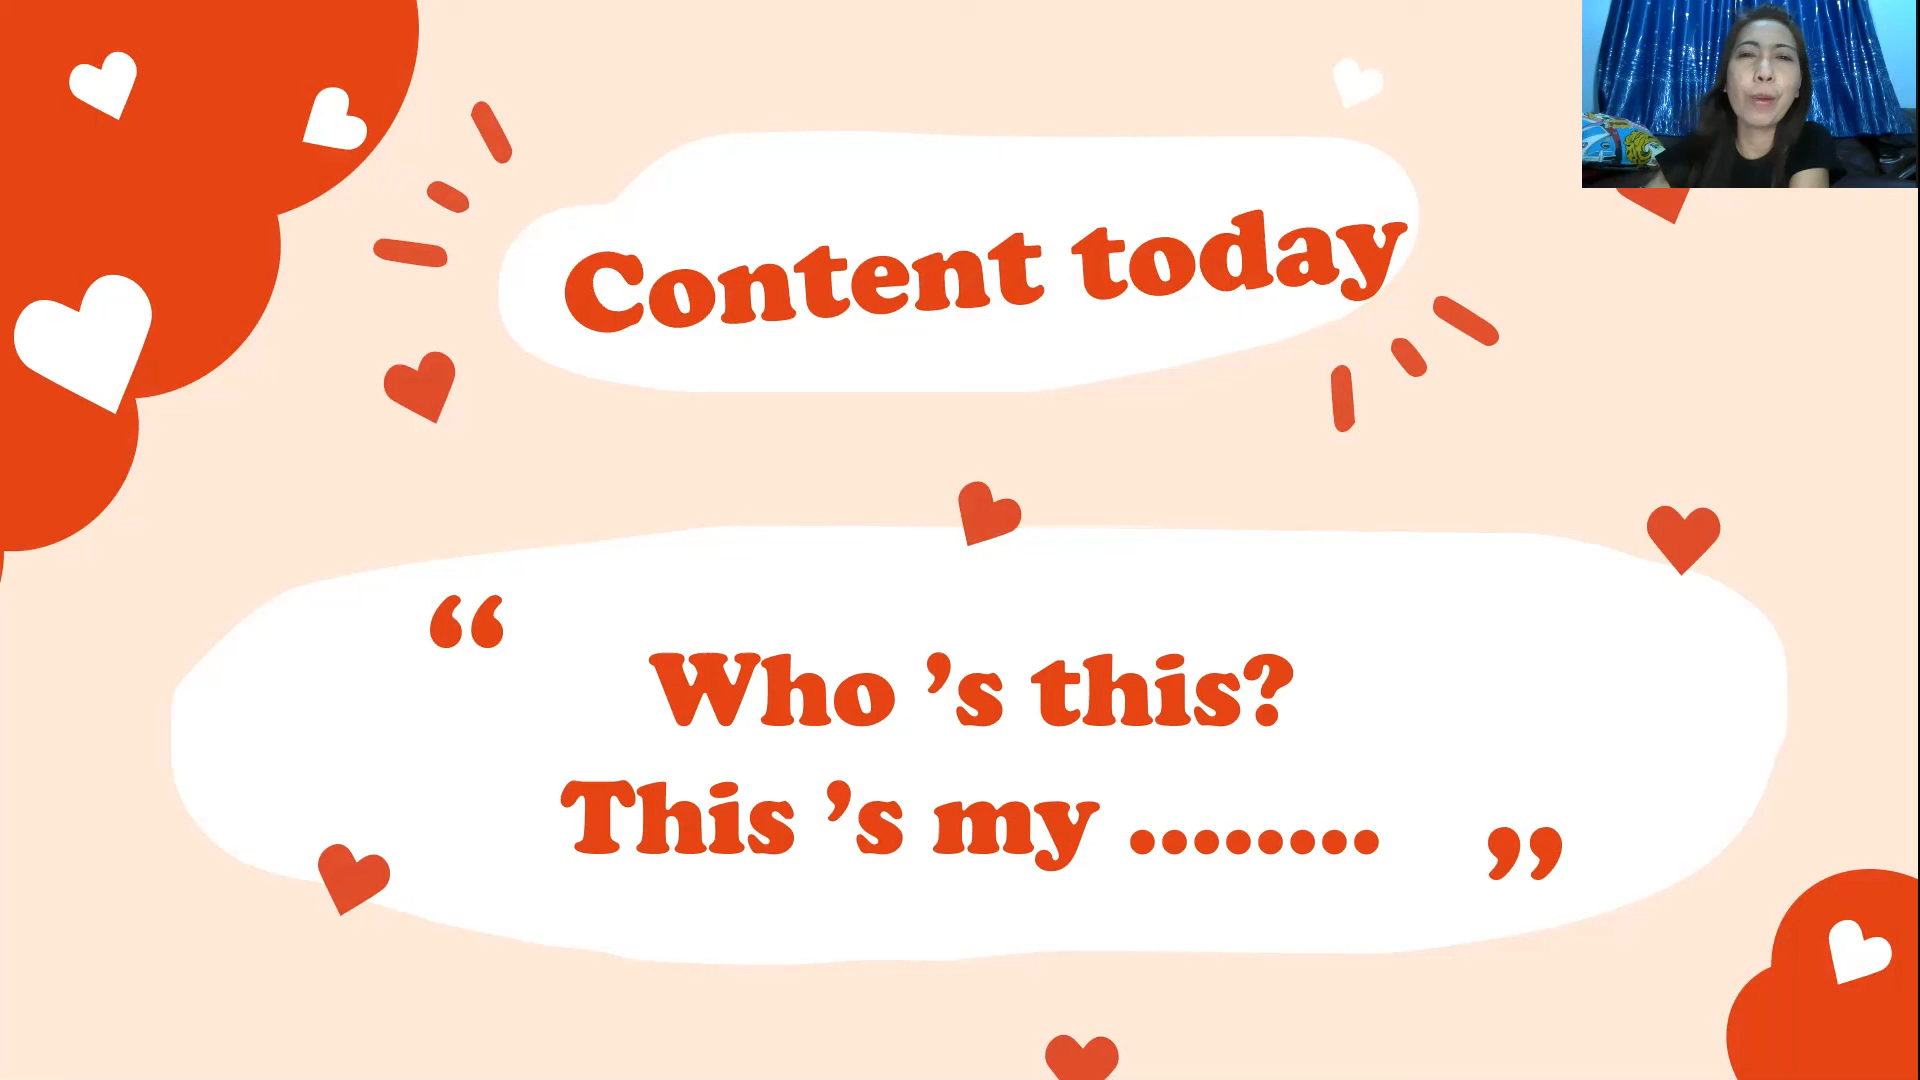 Content today
“
Who ’s this?
This ’s my ........
”